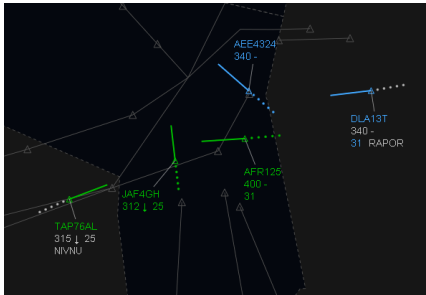 AEE4324
340 -
DLA13T
340 -
31 RAPOR
AFR125
400 -
31
JAF4GH
312 ↓ 25
TAP76AL
315 ↓ 25
NIVNU